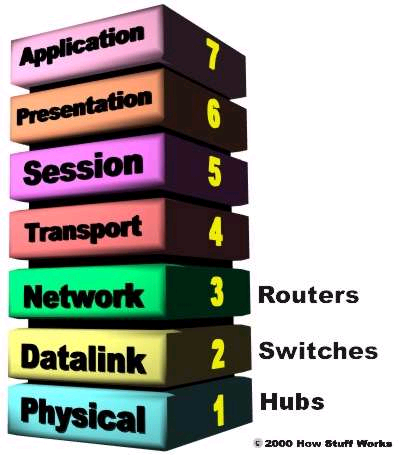 Application 7
Presentation 6
Session 5
Transport 4
Network 3 Routers
Datalink 2 Switches
Physical 1 Hubs
© 2000 How Stuff Works